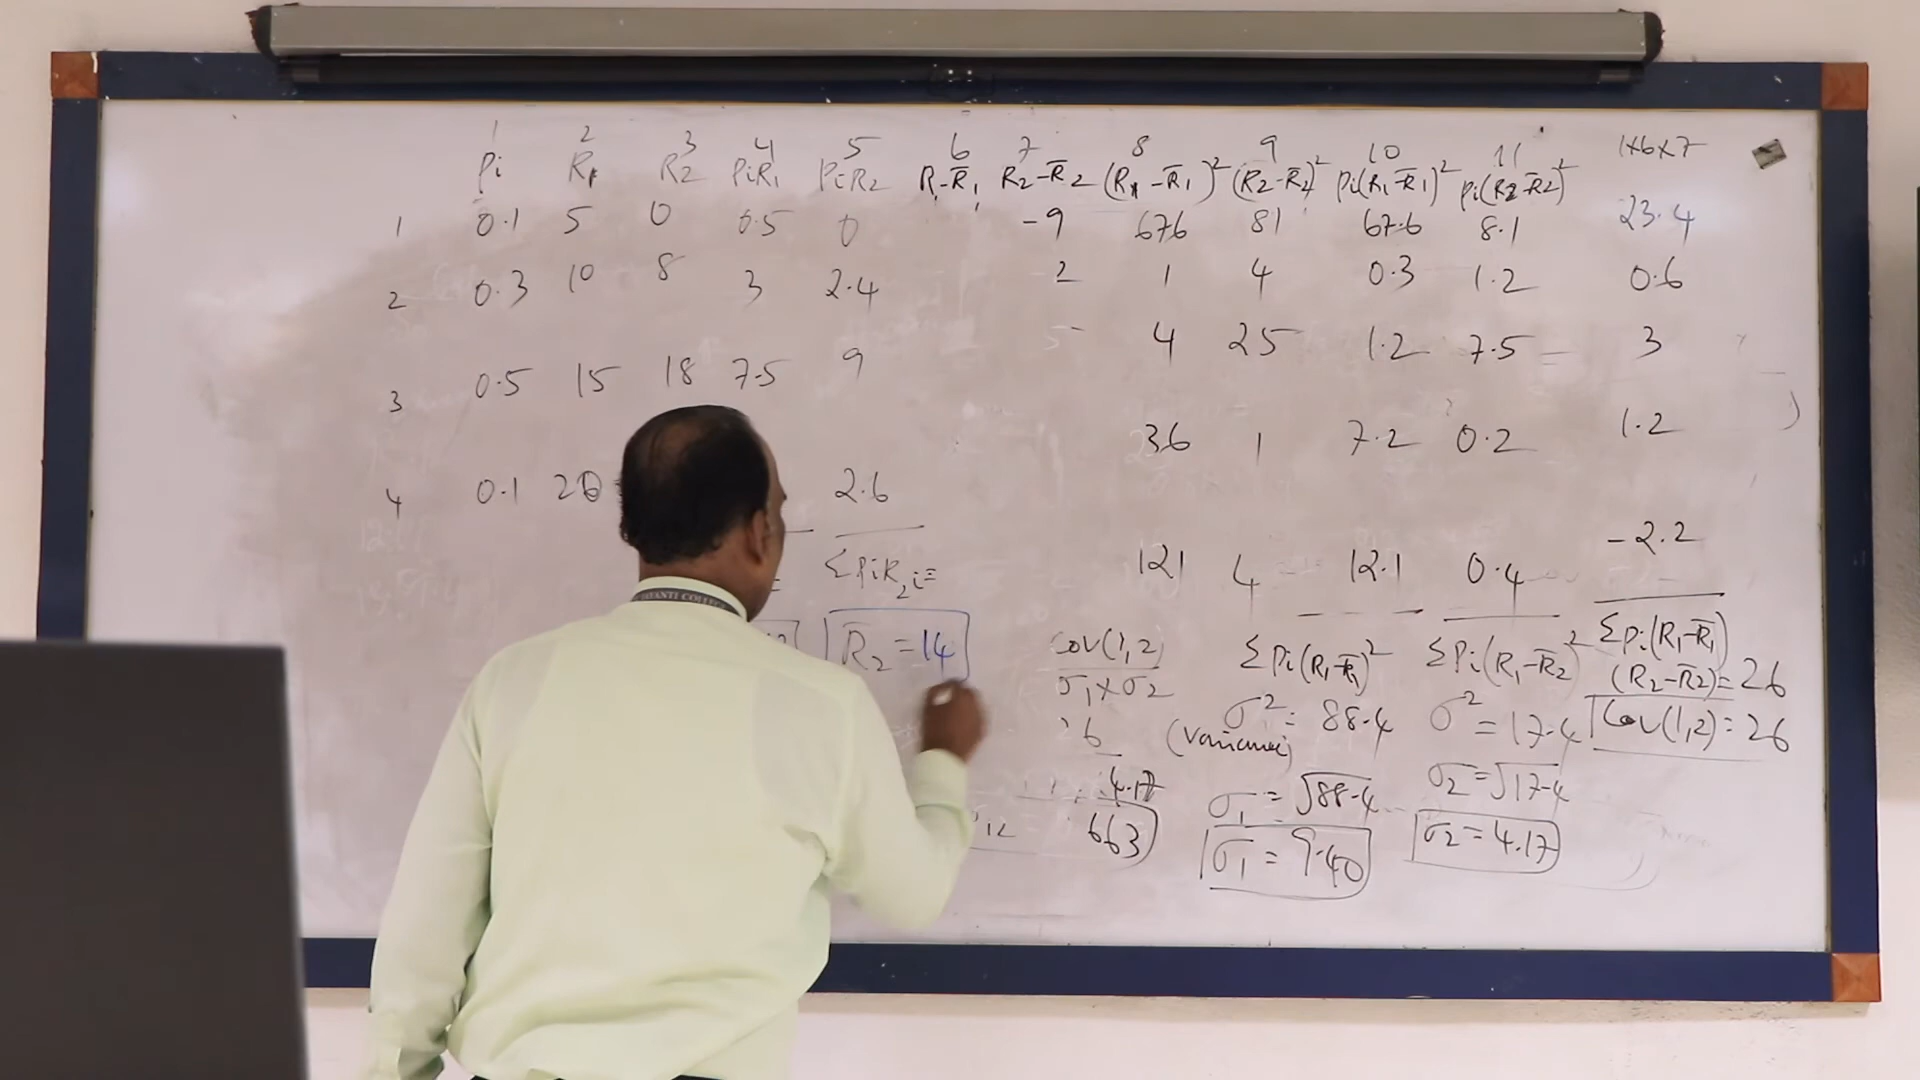 1 2 3 4 5 6 7 8 9 10 11 1x6x7
Pi R1 R2 PiR1 PiR2 R1-R̄1 R2-R̄2 (R1-R̄1)² (R2-R̄2)² Pi(R1-R̄1)² Pi(R2-R̄2)²
1 0.1 5 0 0.5 0 -9 676 81 67.6 8.1 23.4
2 0.3 10 8 3 2.4 2 1 4 0.3 1.2 0.6
5 4 25 1.2 7.5 3
3 0.5 15 18 7.5 9
36 1 7.2 0.2 1.2
4 0.1 20 2.6
121 4 12.1 0.4 -2.2
ΣPiR2i=
R̄2=14
Cov(1,2)
σ1xσ2
26
4.17
663
ΣPi(R1-R̄1)²
σ²= 88.4
(Variance)
σ1=√88.4
σ1=9.40
ΣPi(R1-R̄2)²
σ²=17.4
σ2=√17.4
σ2=4.17
ΣPi(R1-R̄1)
(R2-R̄2)=26
Cov(1,2)=26